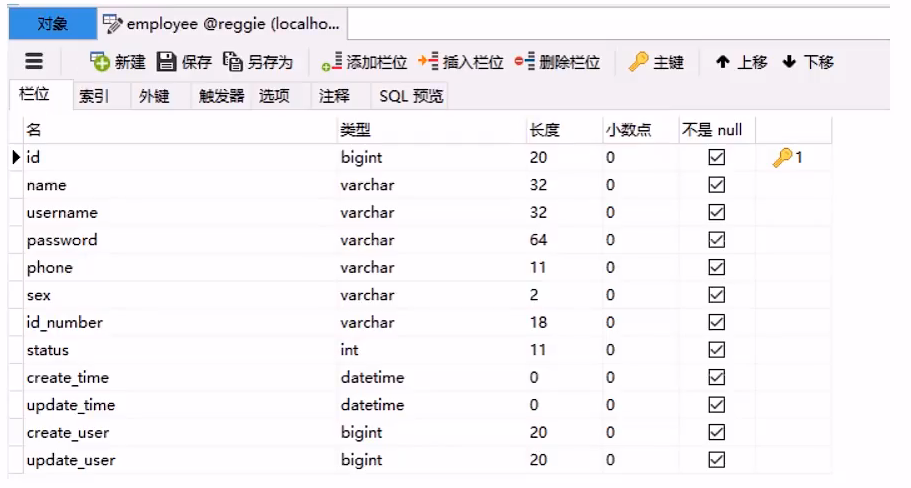 对象 employee @reggie (localho...
新建 保存 另存为 添加栏位 插入栏位 删除栏位 主键 上移 下移
栏位 索引 外键 触发器 选项 注释 SQL 预览
名 类型 长度 小数点 不是 null
id bigint 20 0 1
name varchar 32 0
username varchar 32 0
password varchar 64 0
phone varchar 11 0
sex varchar 2 0
id_number varchar 18 0
status int 11 0
create_time datetime 0 0
update_time datetime 0 0
create_user bigint 20 0
update_user bigint 20 0